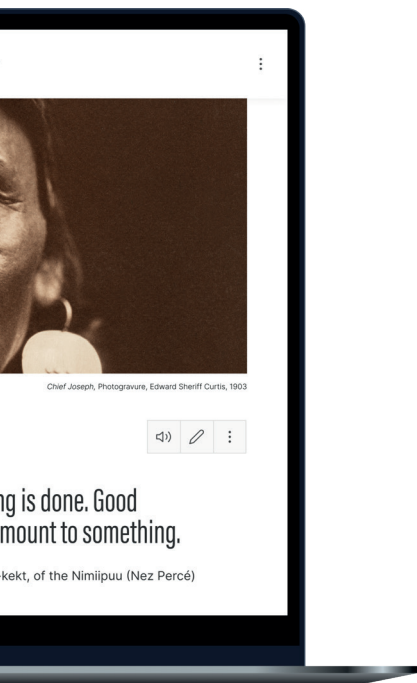 Chief Joseph, Photogravure, Edward Sheriff Curtis, 1903
ng is done. Good
mount to something.
-kekt, of the Nimiipuu (Nez Percé)